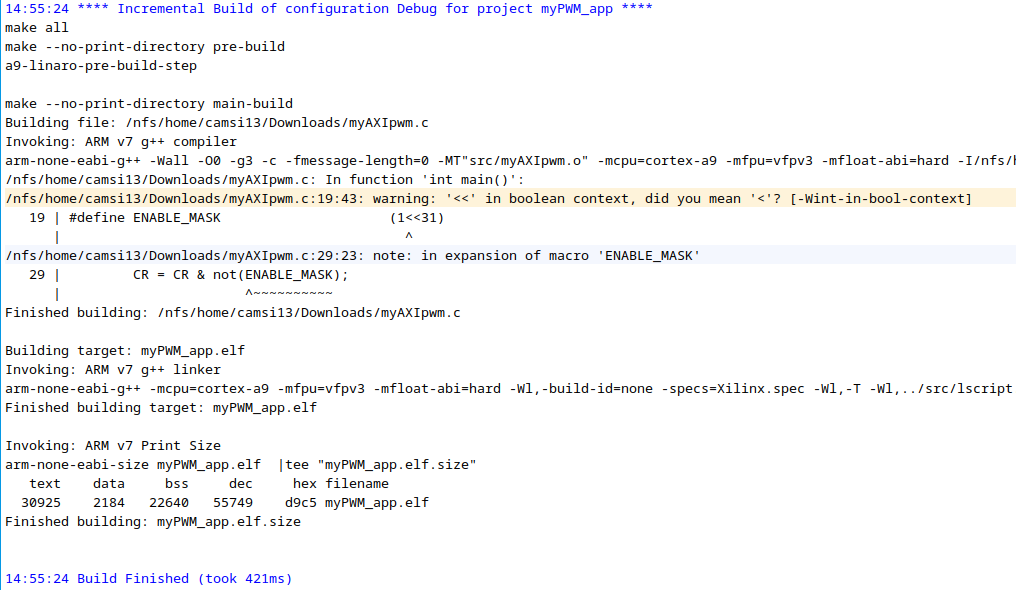 14:55:24 **** Incremental Build of configuration Debug for project myPWM_app ****
make all
make --no-print-directory pre-build
a9-linaro-pre-build-step
make --no-print-directory main-build
Building file: /nfs/home/camsi13/Downloads/myAXIpwm.c
Invoking: ARM v7 g++ compiler
arm-none-eabi-g++ -Wall -O0 -g3 -c -fmessage-length=0 -MT"src/myAXIpwm.o" -mcpu=cortex-a9 -mfpu=vfpv3 -mfloat-abi=hard -I/nfs/h
/nfs/home/camsi13/Downloads/myAXIpwm.c: In function 'int main()':
/nfs/home/camsi13/Downloads/myAXIpwm.c:19:43: warning: '<<' in boolean context, did you mean '<'? [-Wint-in-bool-context]
   19 | #define ENABLE_MASK                     (1<<31)
      |                                           ^
/nfs/home/camsi13/Downloads/myAXIpwm.c:29:23: note: in expansion of macro 'ENABLE_MASK'
   29 |         CR = CR & not(ENABLE_MASK);
      |                       ^~~~~~~~~~~
Finished building: /nfs/home/camsi13/Downloads/myAXIpwm.c
Building target: myPWM_app.elf
Invoking: ARM v7 g++ linker
arm-none-eabi-g++ -mcpu=cortex-a9 -mfpu=vfpv3 -mfloat-abi=hard -Wl,-build-id=none -specs=Xilinx.spec -Wl,-T -Wl,../src/lscript
Finished building target: myPWM_app.elf
Invoking: ARM v7 Print Size
arm-none-eabi-size myPWM_app.elf  |tee "myPWM_app.elf.size"
   text    data     bss     dec     hex filename
  30925    2184   22640   55749    d9c5 myPWM_app.elf
Finished building: myPWM_app.elf.size
14:55:24 Build Finished (took 421ms)